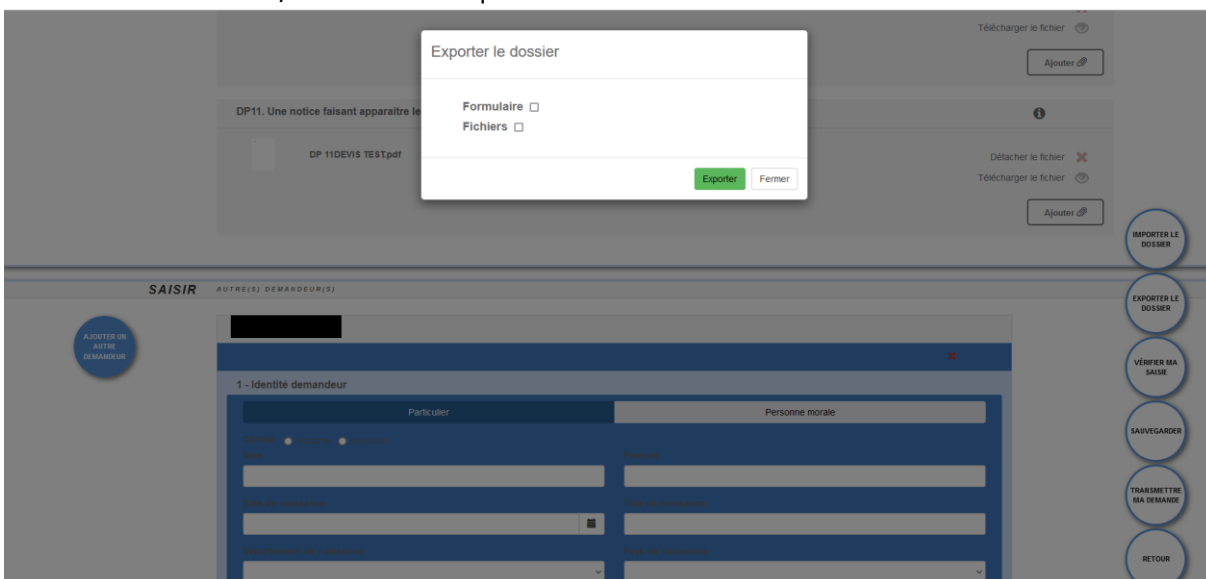 Télécharger le fichier
Ajouter
Exporter le dossier
Formulaire
Fichiers
Exporter
Fermer
DP11. Une notice faisant apparaître le
DP 11DEVIS TEST.pdf
Détacher le fichier
Télécharger le fichier
Ajouter
IMPORTER LE
DOSSIER
SAISIR AUTRE(S) DEMANDEUR(S)
EXPORTER LE
DOSSIER
AJOUTER UN
AUTRE
DEMANDEUR
VÉRIFIER MA
SAISIE
1 - Identité demandeur
Particulier
Personne morale
SAUVEGARDER
TRANSMETTRE
MA DEMANDE
RETOUR